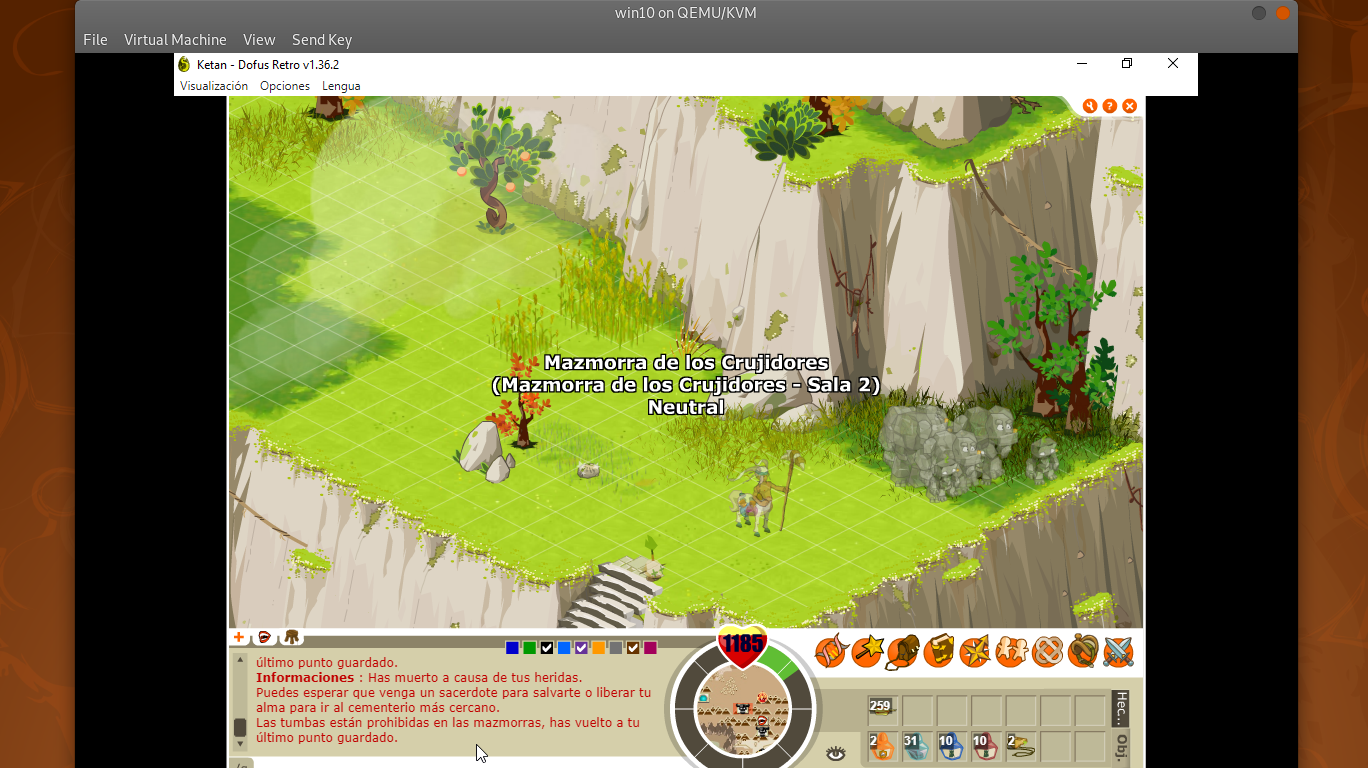 win10 on QEMU/KVM
File Virtual Machine View Send Key
Ketan - Dofus Retro v1.36.2
Visualización Opciones Lengua
Mazmorra de los Crujidores
(Mazmorra de los Crujidores - Sala 2)
Neutral
1185
último punto guardado.
Informaciones : Has muerto a causa de tus heridas.
Puedes esperar que venga un sacerdote para salvarte o liberar tu
alma para ir al cementerio más cercano.
Las tumbas están prohibidas en las mazmorras, has vuelto a tu
último punto guardado.
259
Hec...
2 31 10 10 2
Obj.